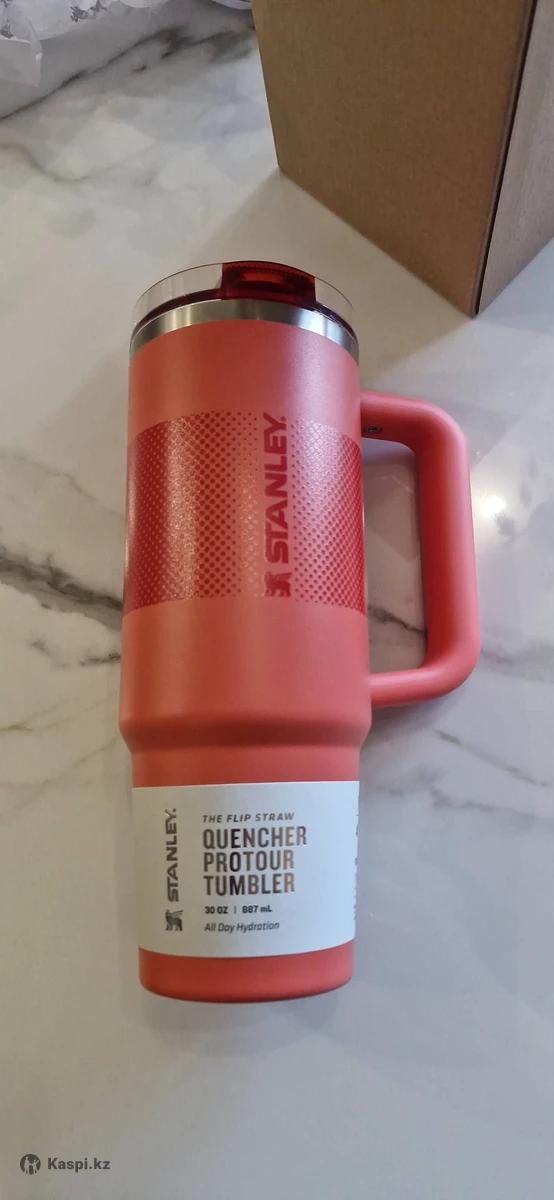 STANLEY.
STANLEY.
THE FLIP STRAW
QUENCHER
PROTOUR
TUMBLER
30 OZ | 887 mL
All Day Hydration
Kaspi.kz